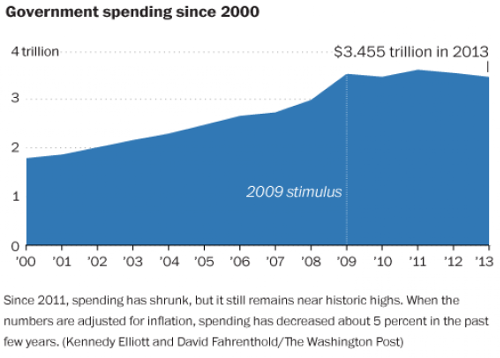 Government spending since 2000
4 trillion
$3.455 trillion in 2013
3
2
1
2009 stimulus
0
'00 '01 '02 '03 '04 '05 '06 '07 '08 '09 '10 '11 '12 '13
Since 2011, spending has shrunk, but it still remains near historic highs. When the
numbers are adjusted for inflation, spending has decreased about 5 percent in the past
few years. (Kennedy Elliott and David Fahrenthold/The Washington Post)